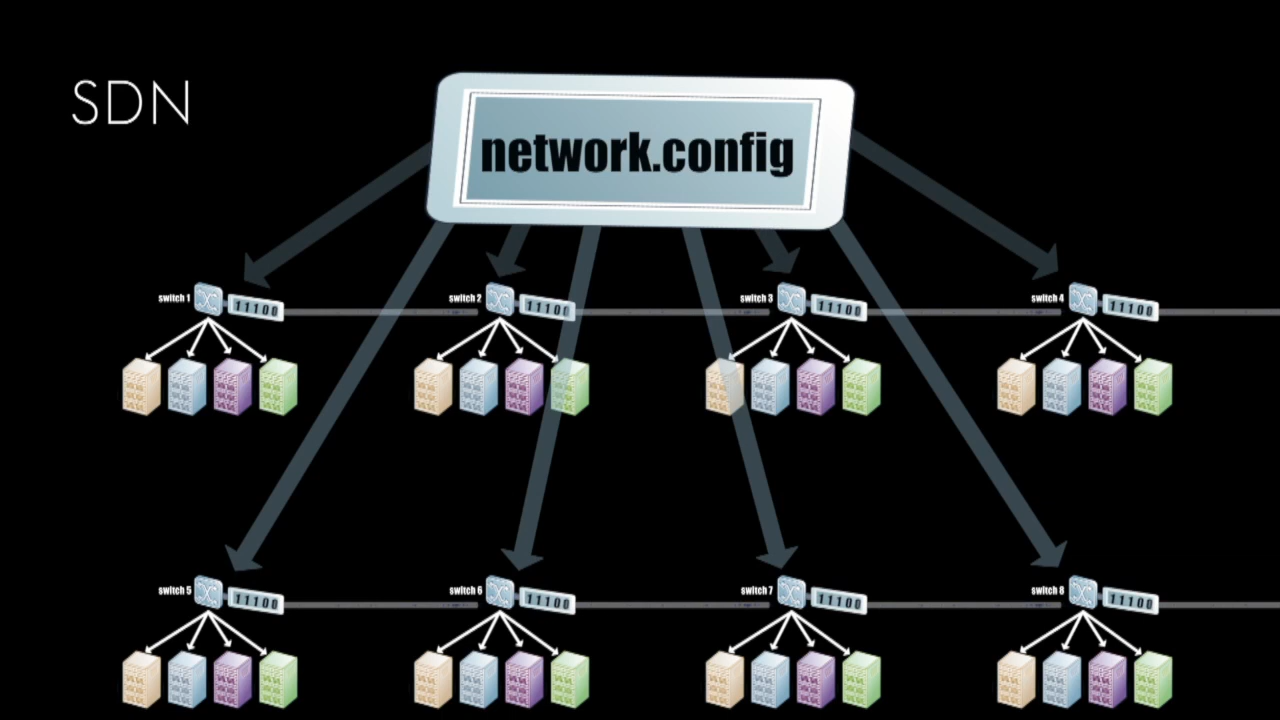 SDN
network.config
switch 1
11100
switch 2
11100
switch 3
11100
switch 4
11100
switch 5
11100
switch 6
11100
switch 7
11100
switch 8
11100